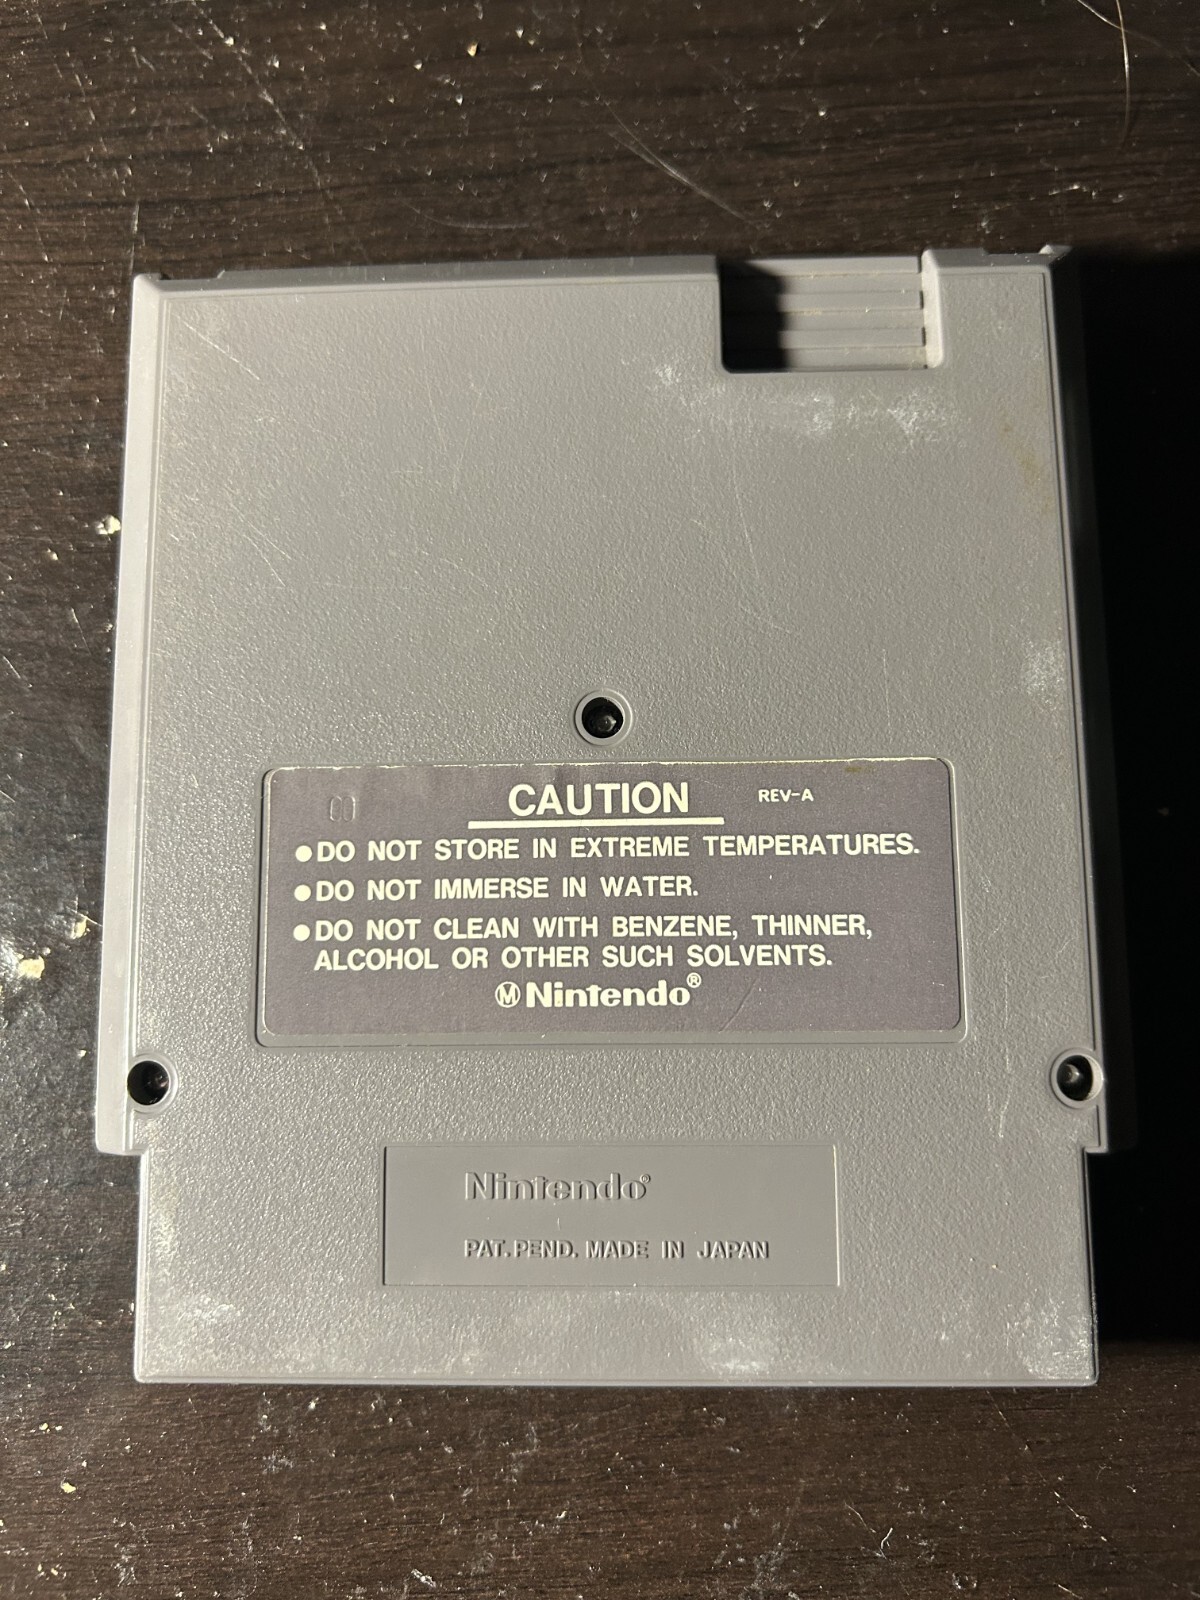 CAUTION REV-A
●DO NOT STORE IN EXTREME TEMPERATURES.
●DO NOT IMMERSE IN WATER.
●DO NOT CLEAN WITH BENZENE, THINNER,
ALCOHOL OR OTHER SUCH SOLVENTS.
Ⓜ Nintendo®
Nintendo®
PAT. PEND. MADE IN JAPAN